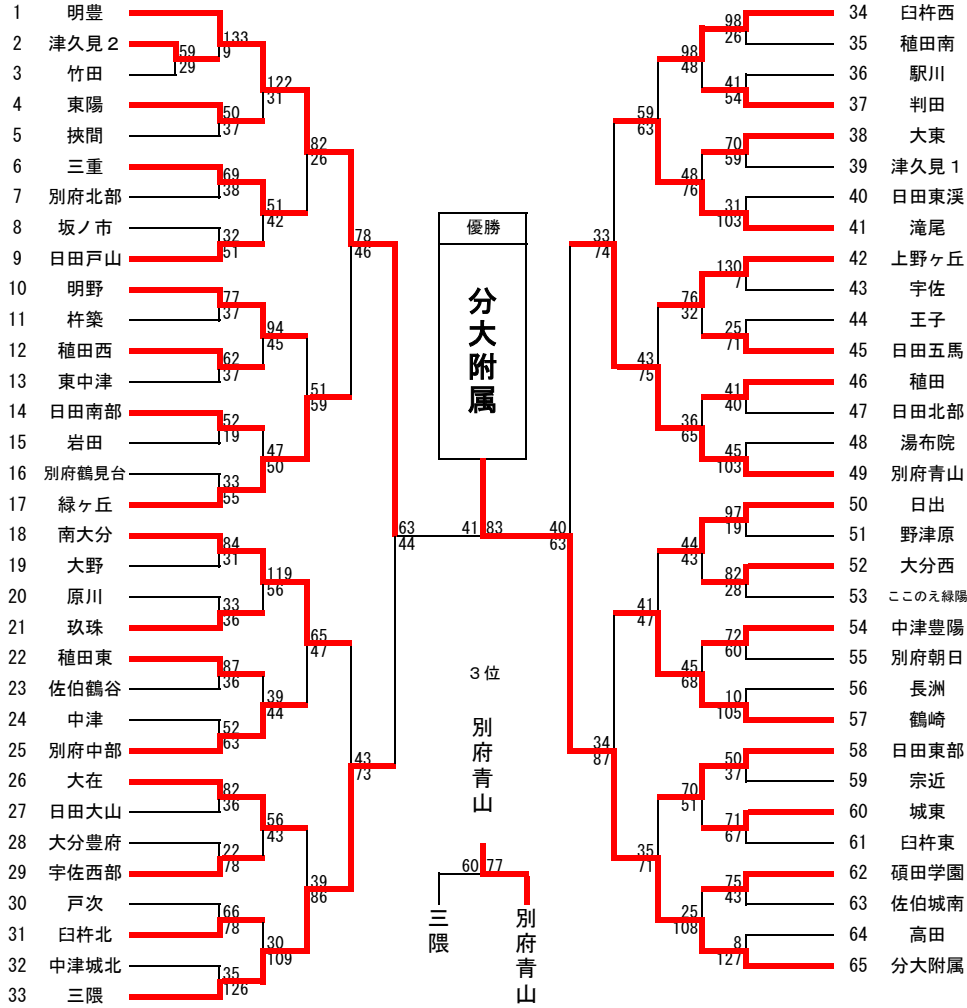 1 明豊
2 津久見２
3 竹田
4 東陽
5 挾間
6 三重
7 別府北部
8 坂ノ市
9 日田戸山
10 明野
11 杵築
12 稙田西
13 東中津
14 日田南部
15 岩田
16 別府鶴見台
17 緑ヶ丘
18 南大分
19 大野
20 原川
21 玖珠
22 稙田東
23 佐伯鶴谷
24 中津
25 別府中部
26 大在
27 日田大山
28 大分豊府
29 宇佐西部
30 戸次
31 臼杵北
32 中津城北
33 三隈
59
29
133
9
50
37
69
38
32
51
77
37
62
37
52
19
33
55
84
31
33
36
87
36
52
63
82
36
22
78
66
78
35
126
122
31
51
42
94
45
47
50
119
56
39
44
56
43
30
109
82
26
51
59
65
47
39
86
78
46
43
73
63
44
優勝
分大附属
41 83
３位
別府青山
60 77
三隈
別府青山
40
63
33
74
34
87
59
63
43
75
41
47
35
71
98
48
48
76
76
32
36
65
44
43
45
68
70
51
25
108
98
26
41
54
70
59
31
103
130
7
25
71
41
40
45
103
97
19
82
28
72
60
10
105
50
37
71
67
75
43
8
127
34 臼杵西
35 稙田南
36 駅川
37 判田
38 大東
39 津久見１
40 日田東渓
41 滝尾
42 上野ヶ丘
43 宇佐
44 王子
45 日田五馬
46 稙田
47 日田北部
48 湯布院
49 別府青山
50 日出
51 野津原
52 大分西
53 ここのえ緑陽
54 中津豊陽
55 別府朝日
56 長洲
57 鶴崎
58 日田東部
59 宗近
60 城東
61 臼杵東
62 碩田学園
63 佐伯城南
64 高田
65 分大附属